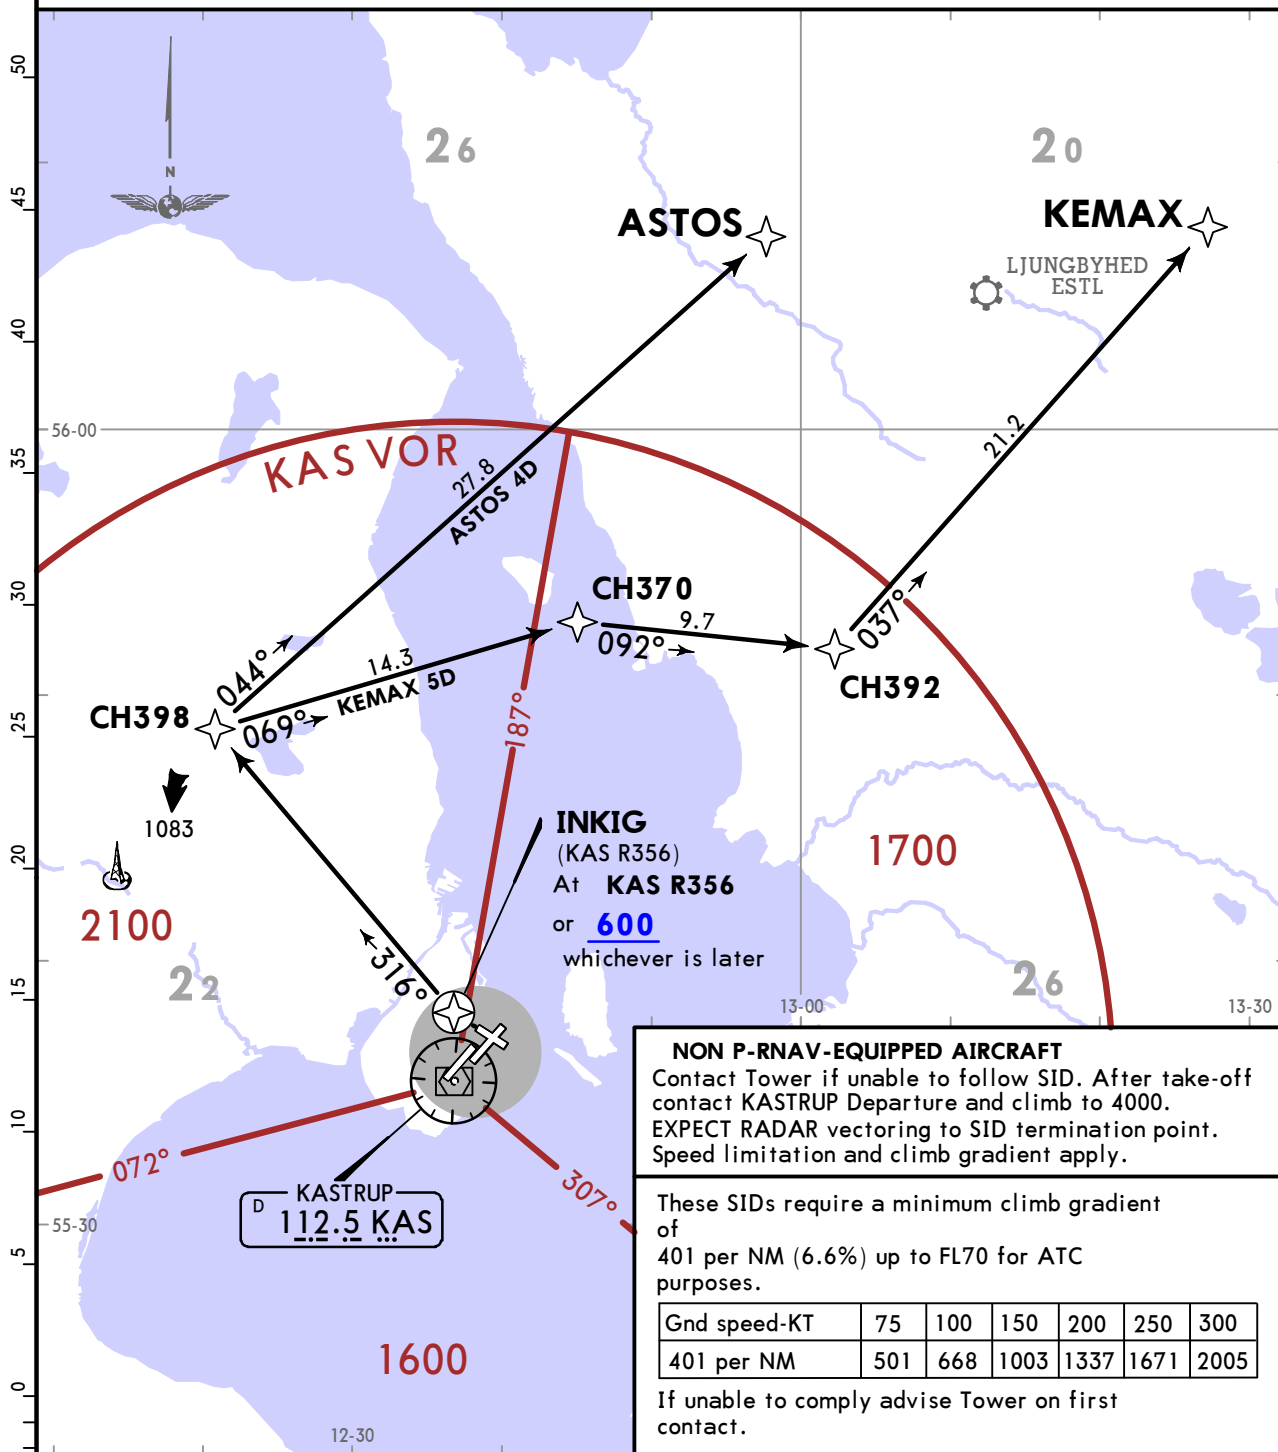 50
45
40
35
30
25
20
15
10
5
0
N
26
20
ASTOS
KEMAX
LJUNGBYHED
ESTL
56-00
KAS VOR
27.8
ASTOS 4D
21.2
CH370
9.7
092°
037°
044°
14.3
KEMAX 5D
069°
CH398
CH392
187°
1083
INKIG
(KAS R356)
At KAS R356
or 600
whichever is later
1700
2100
316°
22
26
13-00
13-30
072°
307°
KASTRUP
D 112.5 KAS
55-30
1600
12-30
NON P-RNAV-EQUIPPED AIRCRAFT
Contact Tower if unable to follow SID. After take-off
contact KASTRUP Departure and climb to 4000.
EXPECT RADAR vectoring to SID termination point.
Speed limitation and climb gradient apply.
These SIDs require a minimum climb gradient
of
401 per NM (6.6%) up to FL70 for ATC
purposes.
Gnd speed-KT 75 100 150 200 250 300
401 per NM 501 668 1003 1337 1671 2005
If unable to comply advise Tower on first
contact.